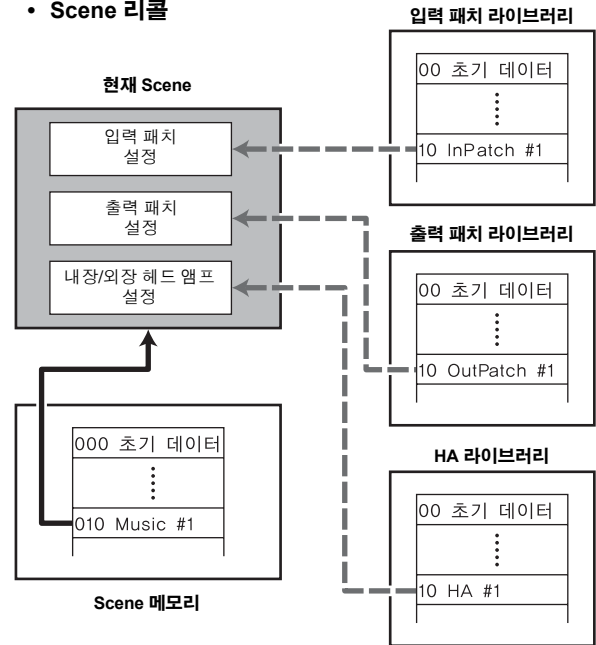 • Scene 리콜
입력 패치 라이브러리
00 초기 데이터
10 InPatch #1
현재 Scene
입력 패치
설정
출력 패치
설정
내장/외장 헤드 앰프
설정
출력 패치 라이브러리
00 초기 데이터
10 OutPatch #1
000 초기 데이터
010 Music #1
Scene 메모리
HA 라이브러리
00 초기 데이터
10 HA #1